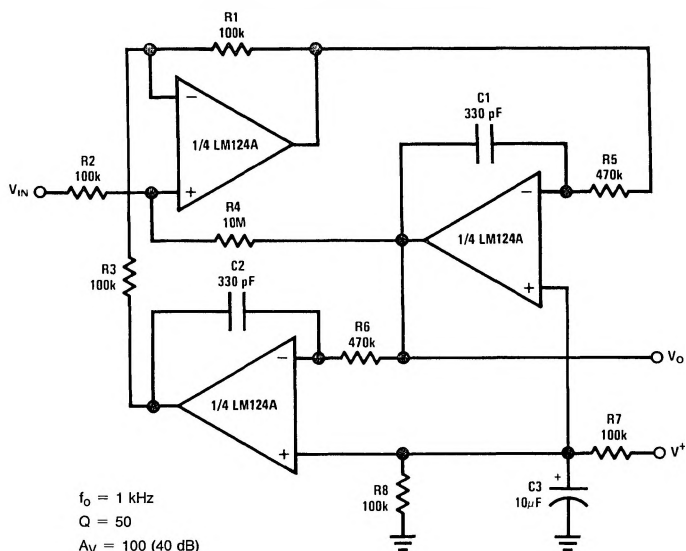 R1
100k
−
1/4 LM124A
+
R2
100k
VIN
R4
10M
C1
330 pF
−
R5
470k
1/4 LM124A
+
R3
100k
C2
330 pF
−
R6
470k
VO
1/4 LM124A
+
R7
100k
V+
R8
100k
+
C3
10μF
fo = 1 kHz
Q = 50
AV = 100 (40 dB)